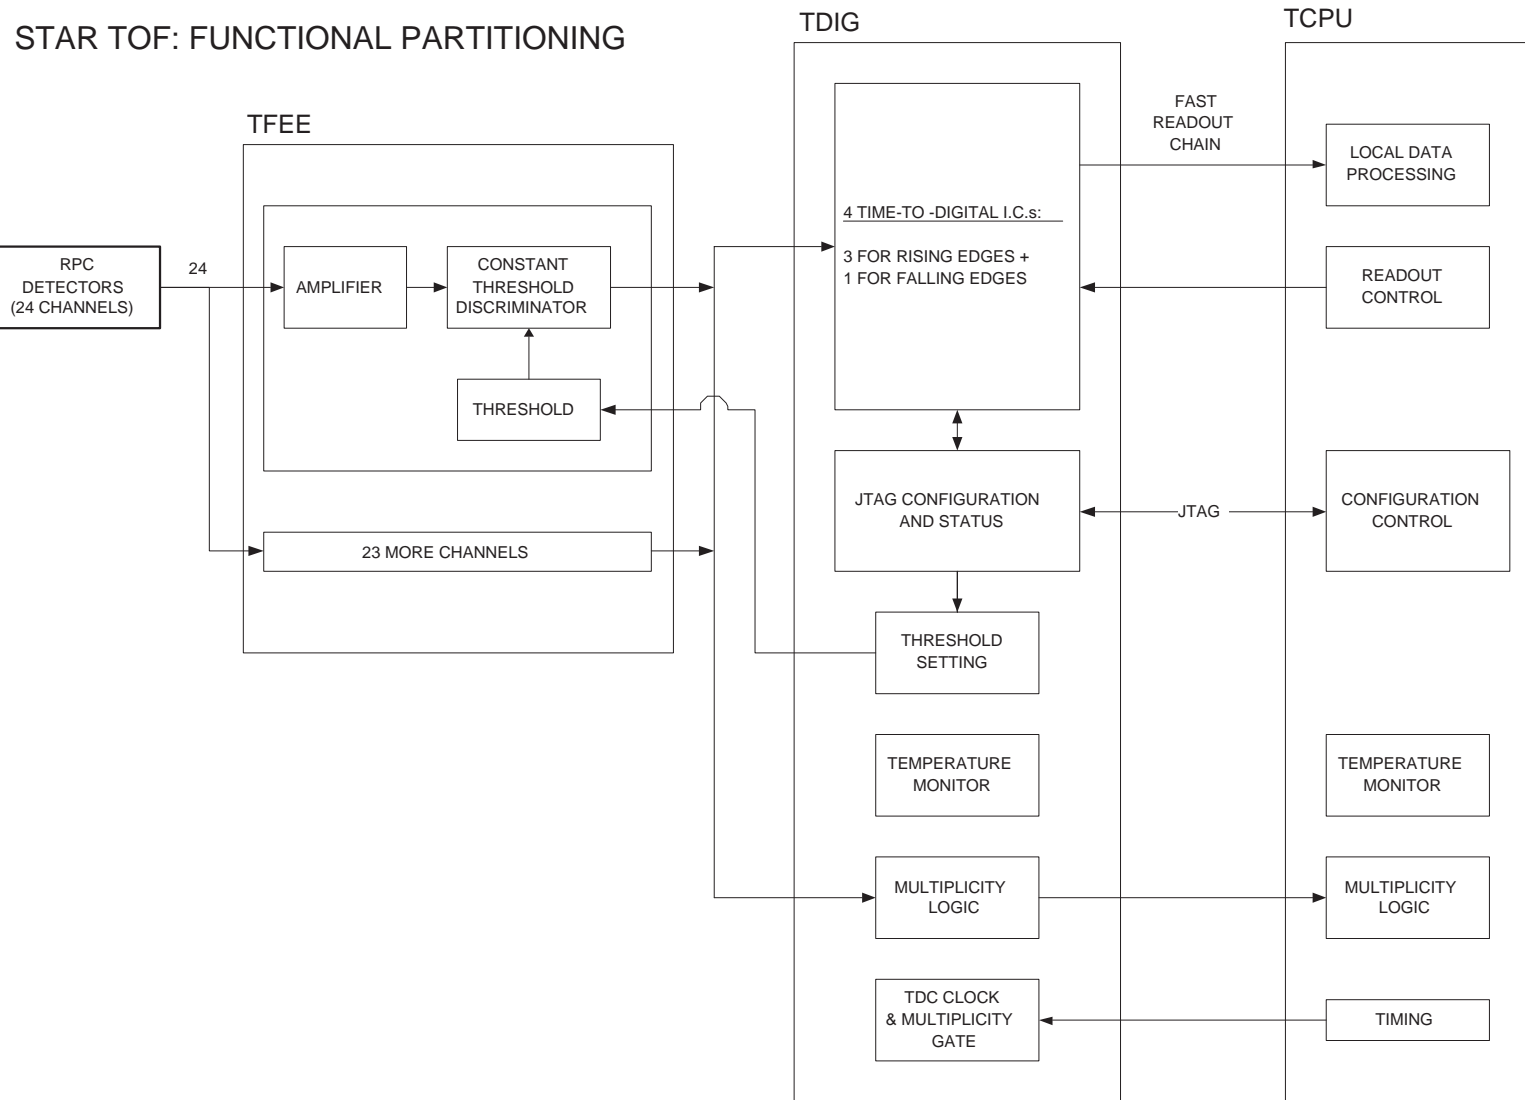 STAR TOF: FUNCTIONAL PARTITIONING
TFEE
RPC
DETECTORS
(24 CHANNELS)
24
AMPLIFIER
CONSTANT
THRESHOLD
DISCRIMINATOR
THRESHOLD
23 MORE CHANNELS
TDIG
4 TIME-TO -DIGITAL I.C.s:
3 FOR RISING EDGES +
1 FOR FALLING EDGES
JTAG CONFIGURATION
AND STATUS
THRESHOLD
SETTING
TEMPERATURE
MONITOR
MULTIPLICITY
LOGIC
TDC CLOCK
& MULTIPLICITY
GATE
FAST
READOUT
CHAIN
JTAG
TCPU
LOCAL DATA
PROCESSING
READOUT
CONTROL
CONFIGURATION
CONTROL
TEMPERATURE
MONITOR
MULTIPLICITY
LOGIC
TIMING